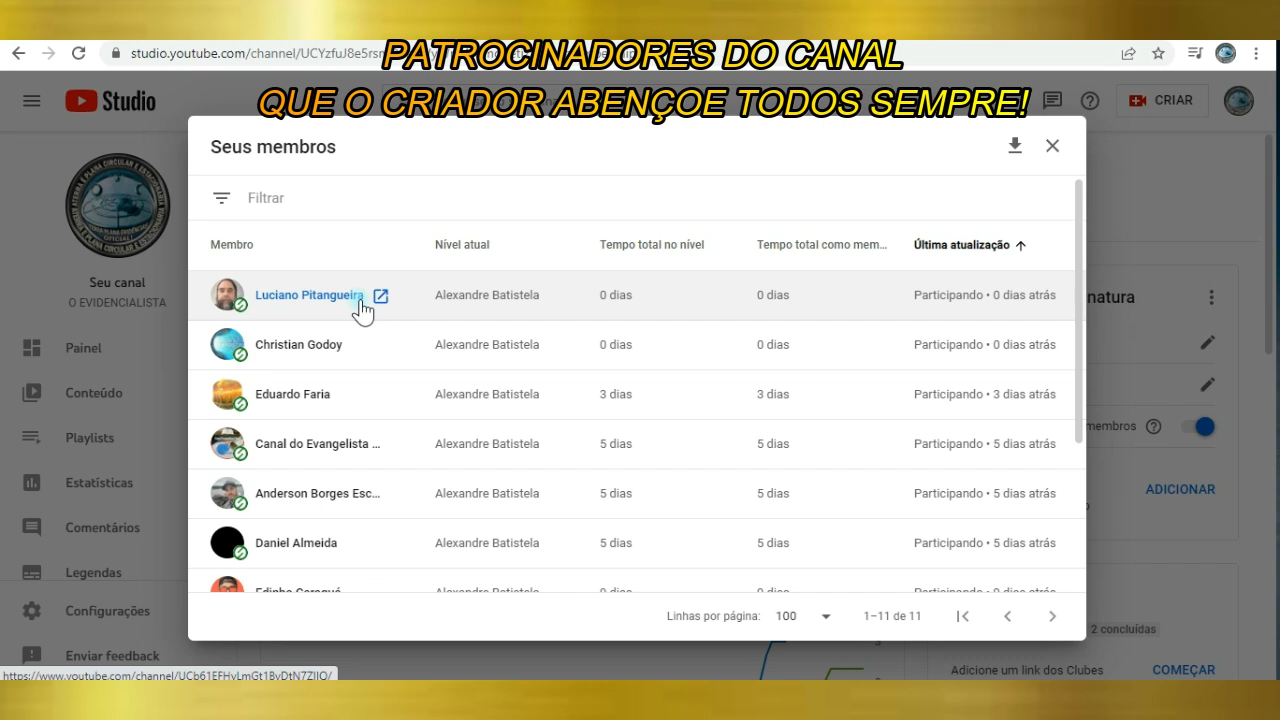 studio.youtube.com/channel/UCYzfuJ8e5rsr
PATROCINADORES DO CANAL
QUE O CRIADOR ABENÇOE TODOS SEMPRE!
Studio
CRIAR
Seus membros
Filtrar
Membro Nível atual Tempo total no nível Tempo total como mem... Última atualização
Luciano Pitangueira Alexandre Batistela 0 dias 0 dias Participando • 0 dias atrás
Christian Godoy Alexandre Batistela 0 dias 0 dias Participando • 0 dias atrás
Eduardo Faria Alexandre Batistela 3 dias 3 dias Participando • 3 dias atrás
Canal do Evangelista ... Alexandre Batistela 5 dias 5 dias Participando • 5 dias atrás
Anderson Borges Esc... Alexandre Batistela 5 dias 5 dias Participando • 5 dias atrás
Daniel Almeida Alexandre Batistela 5 dias 5 dias Participando • 5 dias atrás
Linhas por página: 100 1–11 de 11
Seu canal
O EVIDENCIALISTA
Painel
Conteúdo
Playlists
Estatísticas
Comentários
Legendas
Configurações
Enviar feedback
natura
membros
ADICIONAR
2 concluídas
Adicione um link dos Clubes COMEÇAR